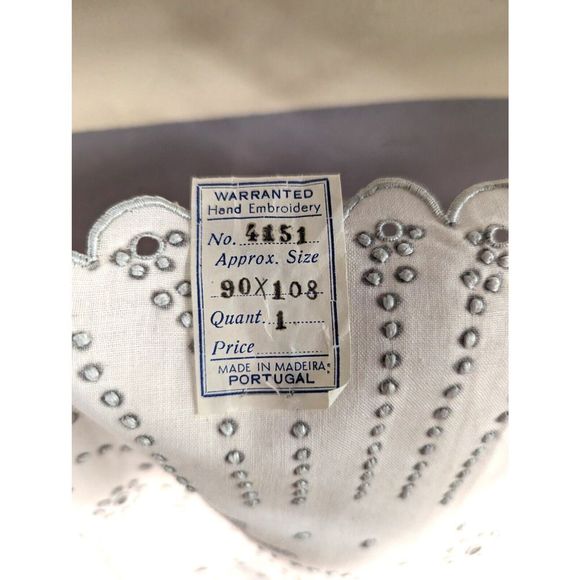 WARRANTED
Hand Embroidery
No. 4151
Approx. Size
90X108
Quant. 1
Price
MADE IN MADEIRA,
PORTUGAL